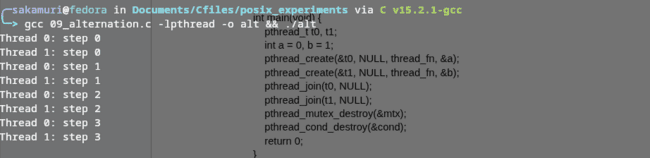 sakamuri@fedora in Documents/Cfiles/posix_experiments via C v15.2.1-gcc
> gcc 09_alternation.c -lpthread -o alt && ./alt
Thread 0: step 0
Thread 1: step 0
Thread 0: step 1
Thread 1: step 1
Thread 0: step 2
Thread 1: step 2
Thread 0: step 3
Thread 1: step 3
int main(void) {
pthread_t t0, t1;
int a = 0, b = 1;
pthread_create(&t0, NULL, thread_fn, &a);
pthread_create(&t1, NULL, thread_fn, &b);
pthread_join(t0, NULL);
pthread_join(t1, NULL);
pthread_mutex_destroy(&mtx);
pthread_cond_destroy(&cond);
return 0;
}